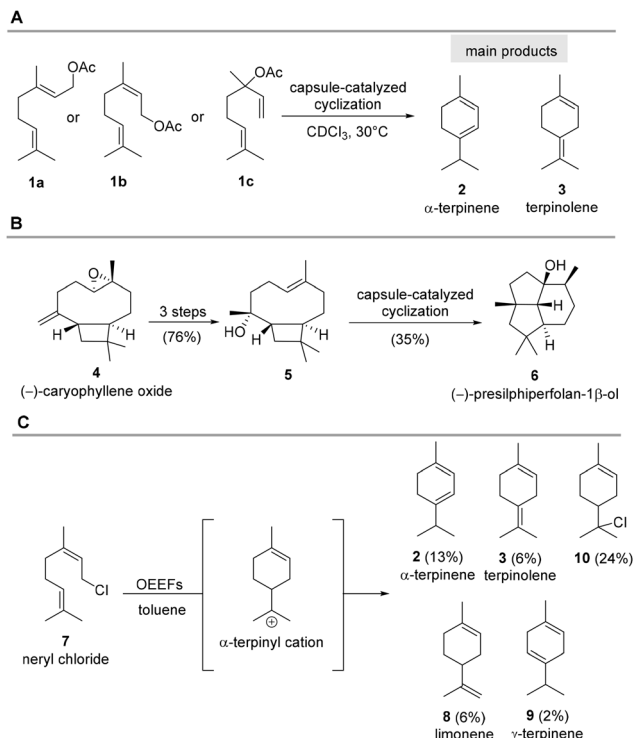 A
main products
OAc
or
OAc
or
OAc
capsule-catalyzed
cyclization
CDCl3, 30°C
1a
1b
1c
2
α-terpinene
3
terpinolene
B
O
H
H
4
(−)-caryophyllene oxide
3 steps
(76%)
HO
H
H
5
capsule-catalyzed
cyclization
(35%)
OH
H
H
6
(−)-presilphiperfolan-1β-ol
C
Cl
7
neryl chloride
OEEFs
toluene
+
α-terpinyl cation
Cl
2 (13%)
α-terpinene
3 (6%)
terpinolene
10 (24%)
8 (6%)
limonene
9 (2%)
γ-terpinene